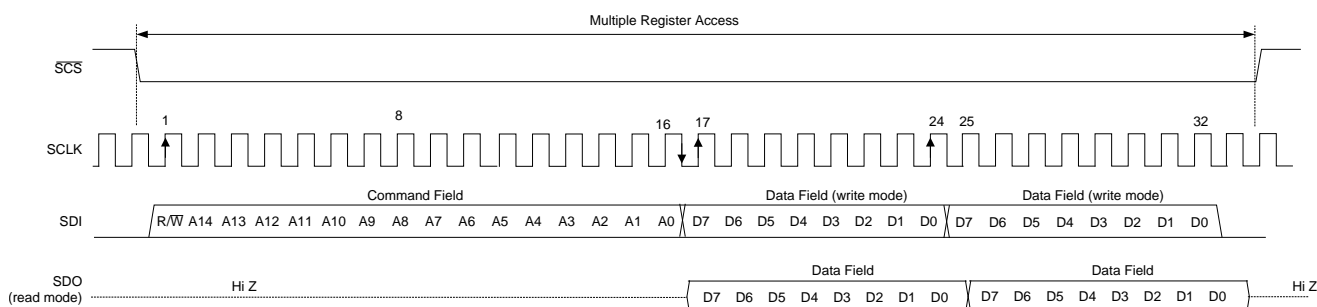 Multiple Register Access
SCS
1 8 16 17 24 25 32
SCLK
Command Field Data Field (write mode) Data Field (write mode)
SDI R/W A14 A13 A12 A11 A10 A9 A8 A7 A6 A5 A4 A3 A2 A1 A0 D7 D6 D5 D4 D3 D2 D1 D0 D7 D6 D5 D4 D3 D2 D1 D0
Data Field Data Field
SDO
(read mode) Hi Z D7 D6 D5 D4 D3 D2 D1 D0 D7 D6 D5 D4 D3 D2 D1 D0 Hi Z